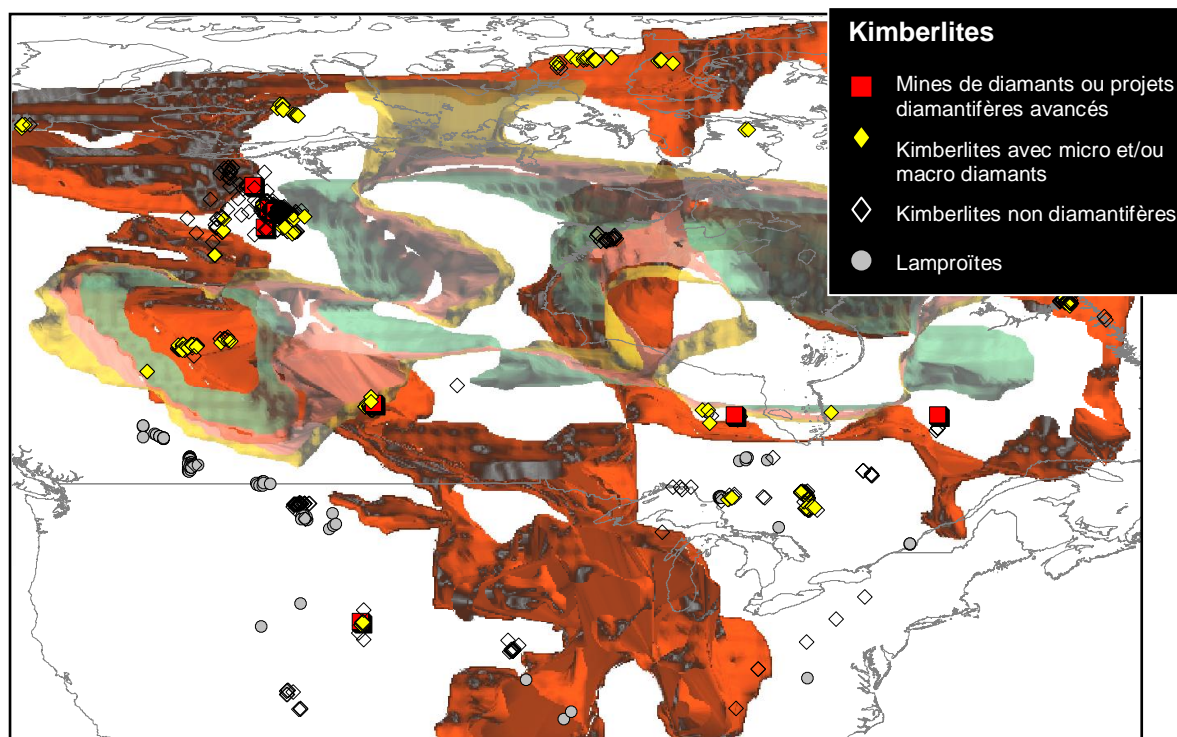 Kimberlites
Mines de diamants ou projets
diamantifères avancés
Kimberlites avec micro et/ou
macro diamants
Kimberlites non diamantifères
Lamproïtes